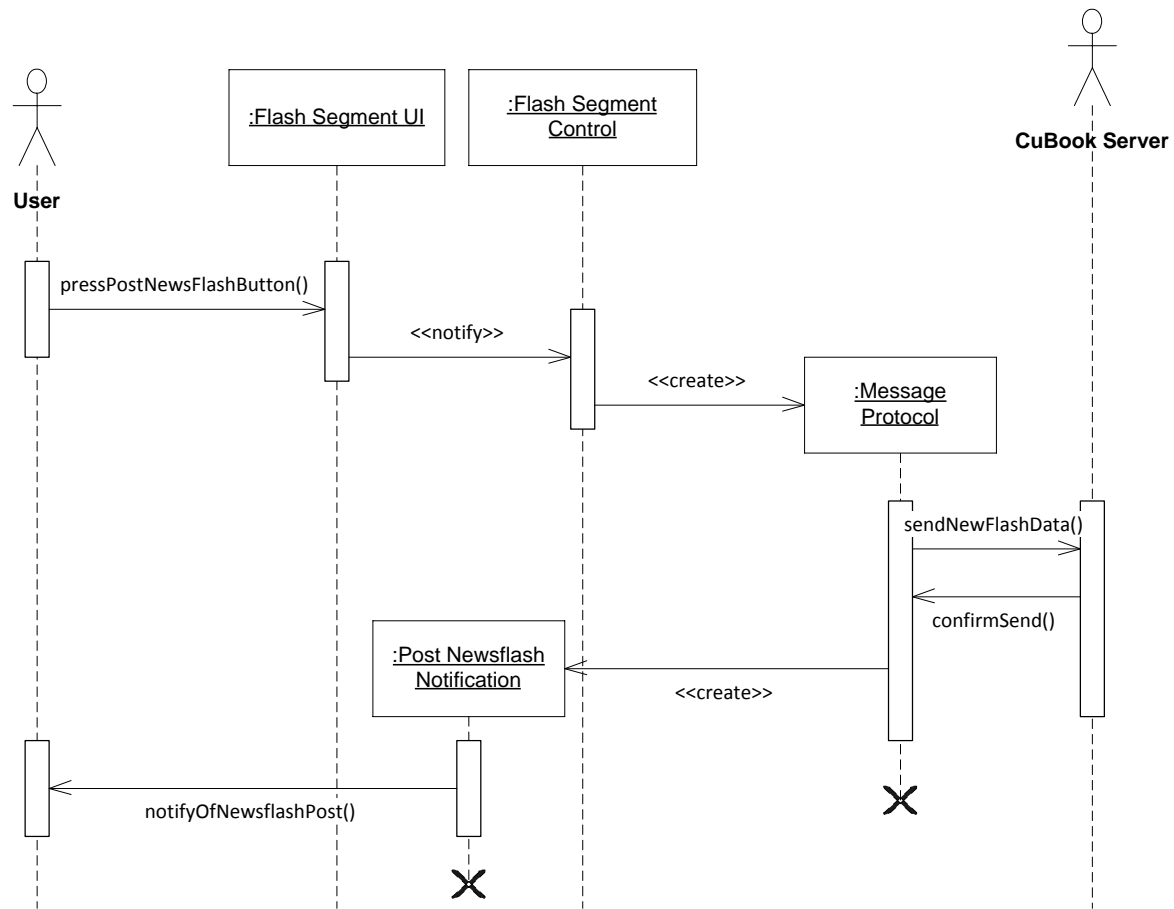 :Flash Segment UI
:Flash Segment
Control
CuBook Server
User
pressPostNewsFlashButton()
<<notify>>
<<create>>
:Message
Protocol
sendNewFlashData()
confirmSend()
:Post Newsflash
Notification
<<create>>
notifyOfNewsflashPost()